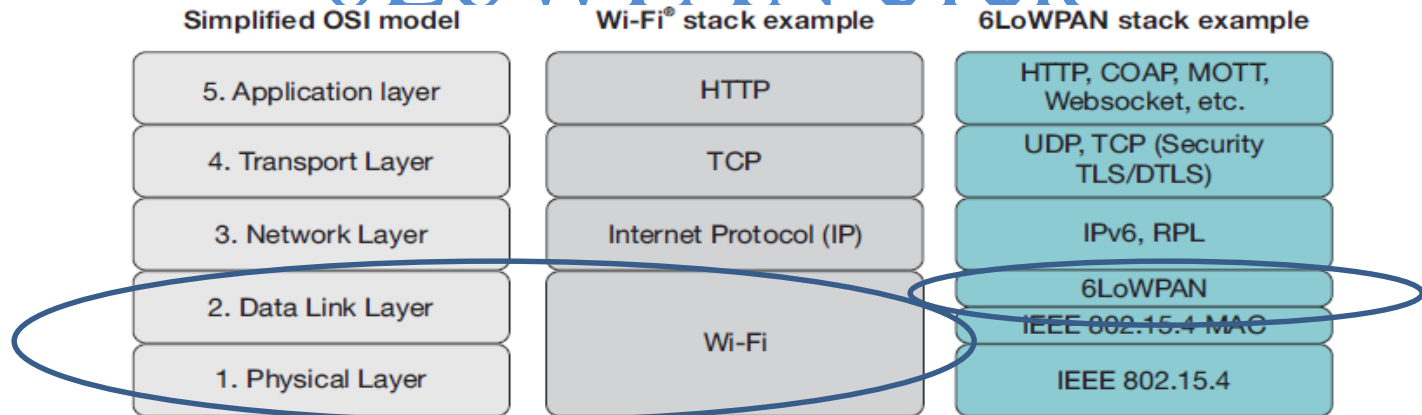 Simplified OSI model
Wi-Fi® stack example
6LoWPAN stack example
5. Application layer
HTTP
HTTP, COAP, MOTT,
Websocket, etc.
4. Transport Layer
TCP
UDP, TCP (Security
TLS/DTLS)
3. Network Layer
Internet Protocol (IP)
IPv6, RPL
2. Data Link Layer
Wi-Fi
6LoWPAN
IEEE 802.15.4 MAC
1. Physical Layer
IEEE 802.15.4